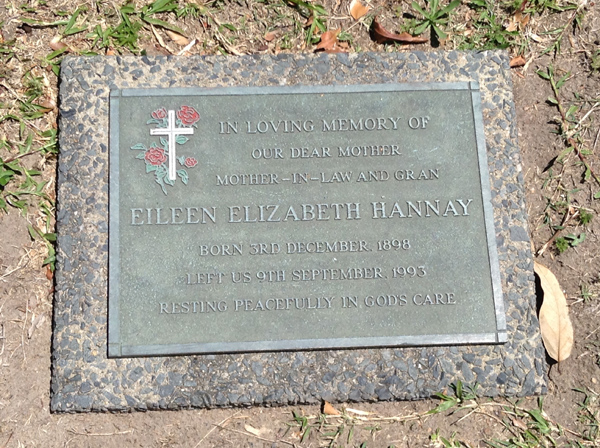 IN LOVING MEMORY OF
OUR DEAR MOTHER
MOTHER-IN-LAW AND GRAN
EILEEN ELIZABETH HANNAY
BORN 3RD DECEMBER, 1898
LEFT US 9TH SEPTEMBER, 1993
RESTING PEACEFULLY IN GODS CARE